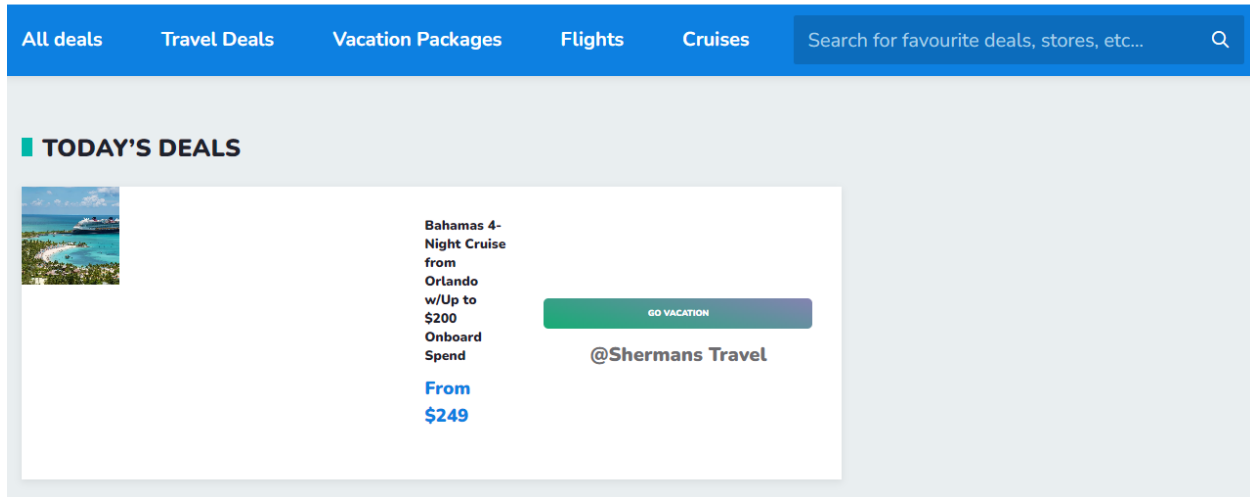 All deals Travel Deals Vacation Packages Flights Cruises Search for favourite deals, stores, etc...
TODAY’S DEALS
Bahamas 4-
Night Cruise
from
Orlando
w/Up to
$200
Onboard
Spend
From
$249
GO VACATION
@Shermans Travel